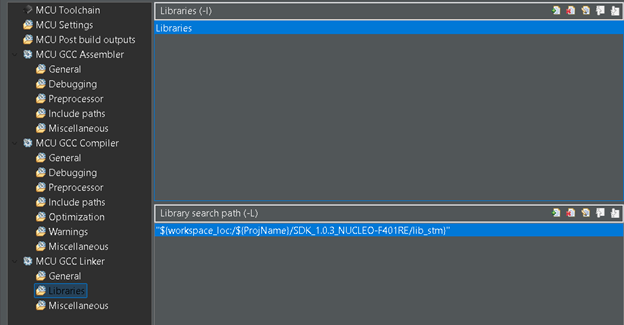 MCU Toolchain
MCU Settings
MCU Post build outputs
MCU GCC Assembler
General
Debugging
Preprocessor
Include paths
Miscellaneous
MCU GCC Compiler
General
Debugging
Preprocessor
Include paths
Optimization
Warnings
Miscellaneous
MCU GCC Linker
General
Libraries
Miscellaneous
Libraries (-l)
Libraries
Library search path (-L)
"${workspace_loc:/${ProjName}/SDK_1.0.3_NUCLEO-F401RE/lib_stm}"